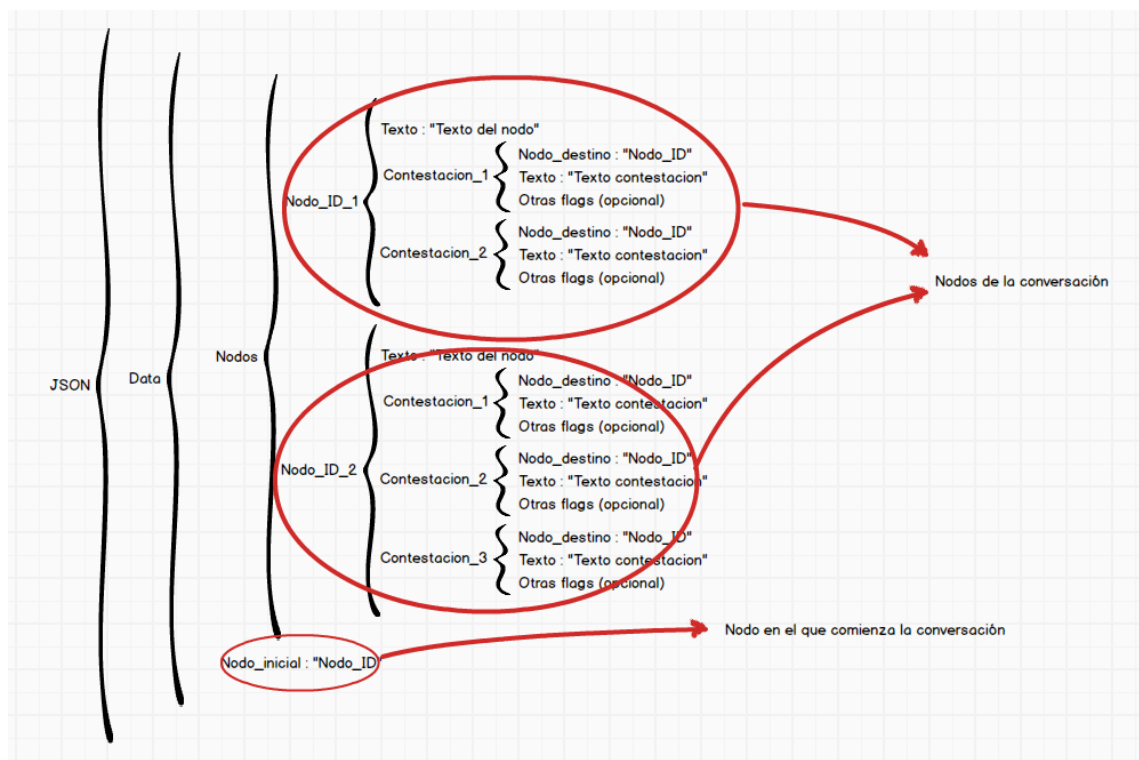 Texto : "Texto del nodo"
Nodo_destino : "Nodo_ID"
Contestacion_1
Texto : "Texto contestacion"
Otras flags (opcional)
Nodo_ID_1
Nodo_destino : "Nodo_ID"
Contestacion_2
Texto : "Texto contestacion"
Otras flags (opcional)
Nodos de la conversación
Nodos
Texto : "Texto del nodo"
JSON
Data
Nodo_destino : "Nodo_ID"
Contestacion_1
Texto : "Texto contestacion"
Otras flags (opcional)
Nodo_ID_2
Nodo_destino : "Nodo_ID"
Contestacion_2
Texto : "Texto contestacion"
Otras flags (opcional)
Nodo_destino : "Nodo_ID"
Contestacion_3
Texto : "Texto contestacion"
Otras flags (opcional)
Nodo en el que comienza la conversación
Nodo_inicial : "Nodo_ID"